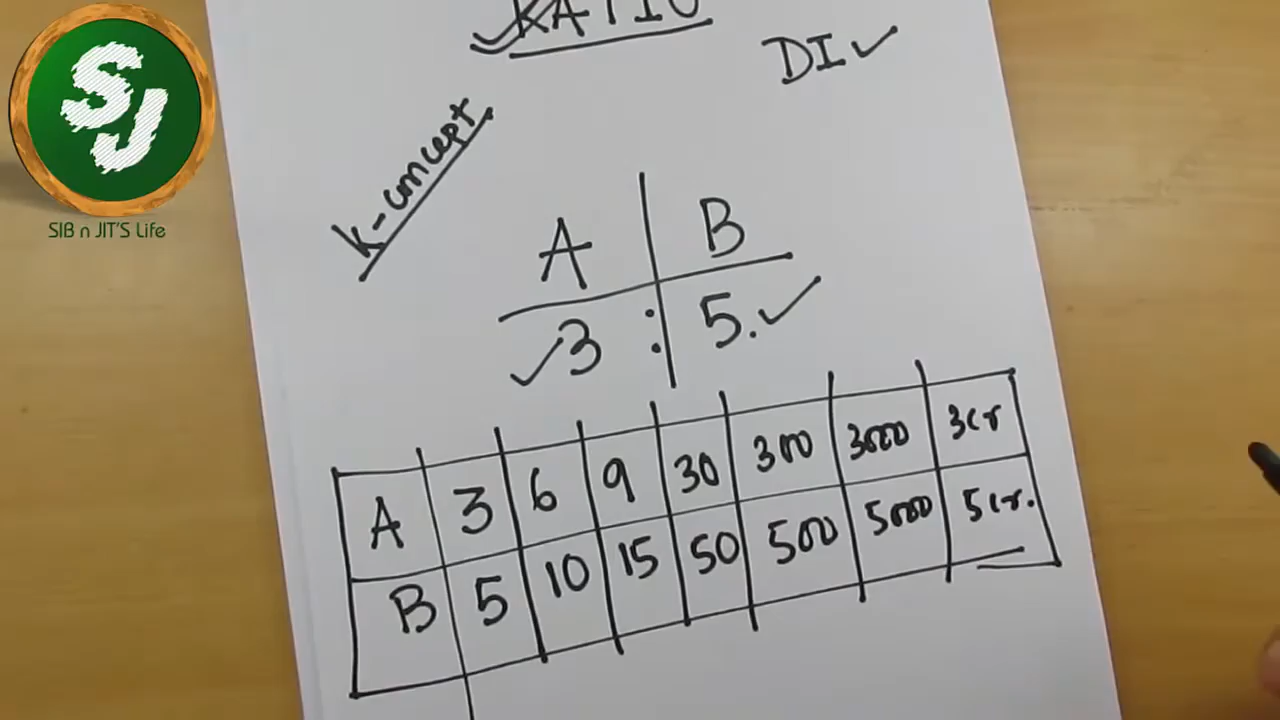 SJ
SIB n JIT'S Life
RATIO
DI
K-concept
A B
3 : 5.
A 3 6 9 30 300 3000 3cr
B 5 10 15 50 500 5000 5cr.